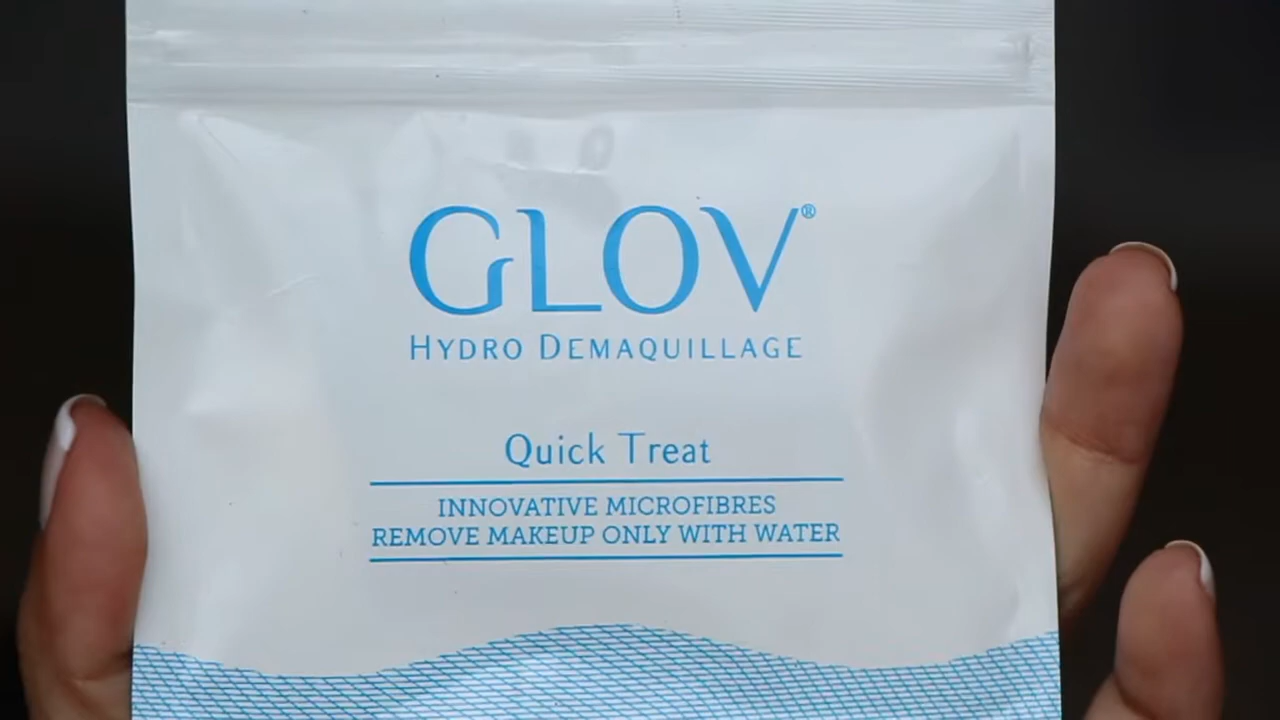 GLOV®
HYDRO DEMAQUILLAGE
Quick Treat
INNOVATIVE MICROFIBRES
REMOVE MAKEUP ONLY WITH WATER